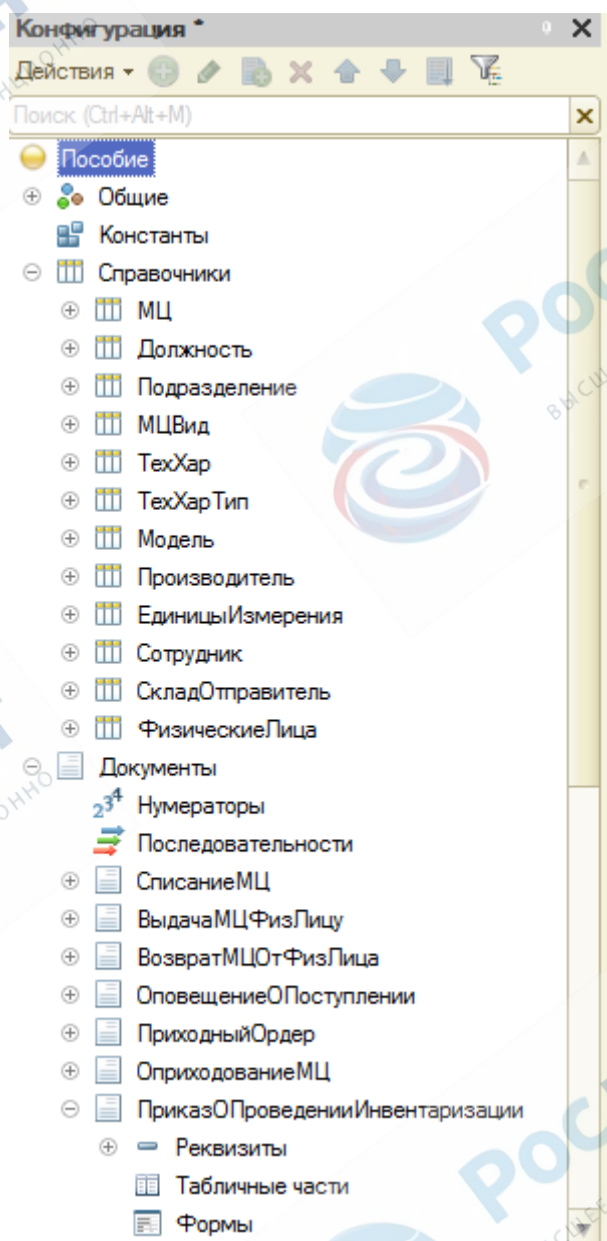 Конфигурация *
Действия
Поиск (Ctrl+Alt+M)
Пособие
Общие
Константы
Справочники
МЦ
Должность
Подразделение
МЦВид
ТехХар
ТехХарТип
Модель
Производитель
ЕдиницыИзмерения
Сотрудник
СкладОтправитель
ФизическиеЛица
Документы
Нумераторы
Последовательности
СписаниеМЦ
ВыдачаМЦФизЛицу
ВозвратМЦОтФизЛица
ОповещениеОПоступлении
ПриходныйОрдер
ОприходованиеМЦ
ПриказОПроведенииИнвентаризации
Реквизиты
Табличные части
Формы